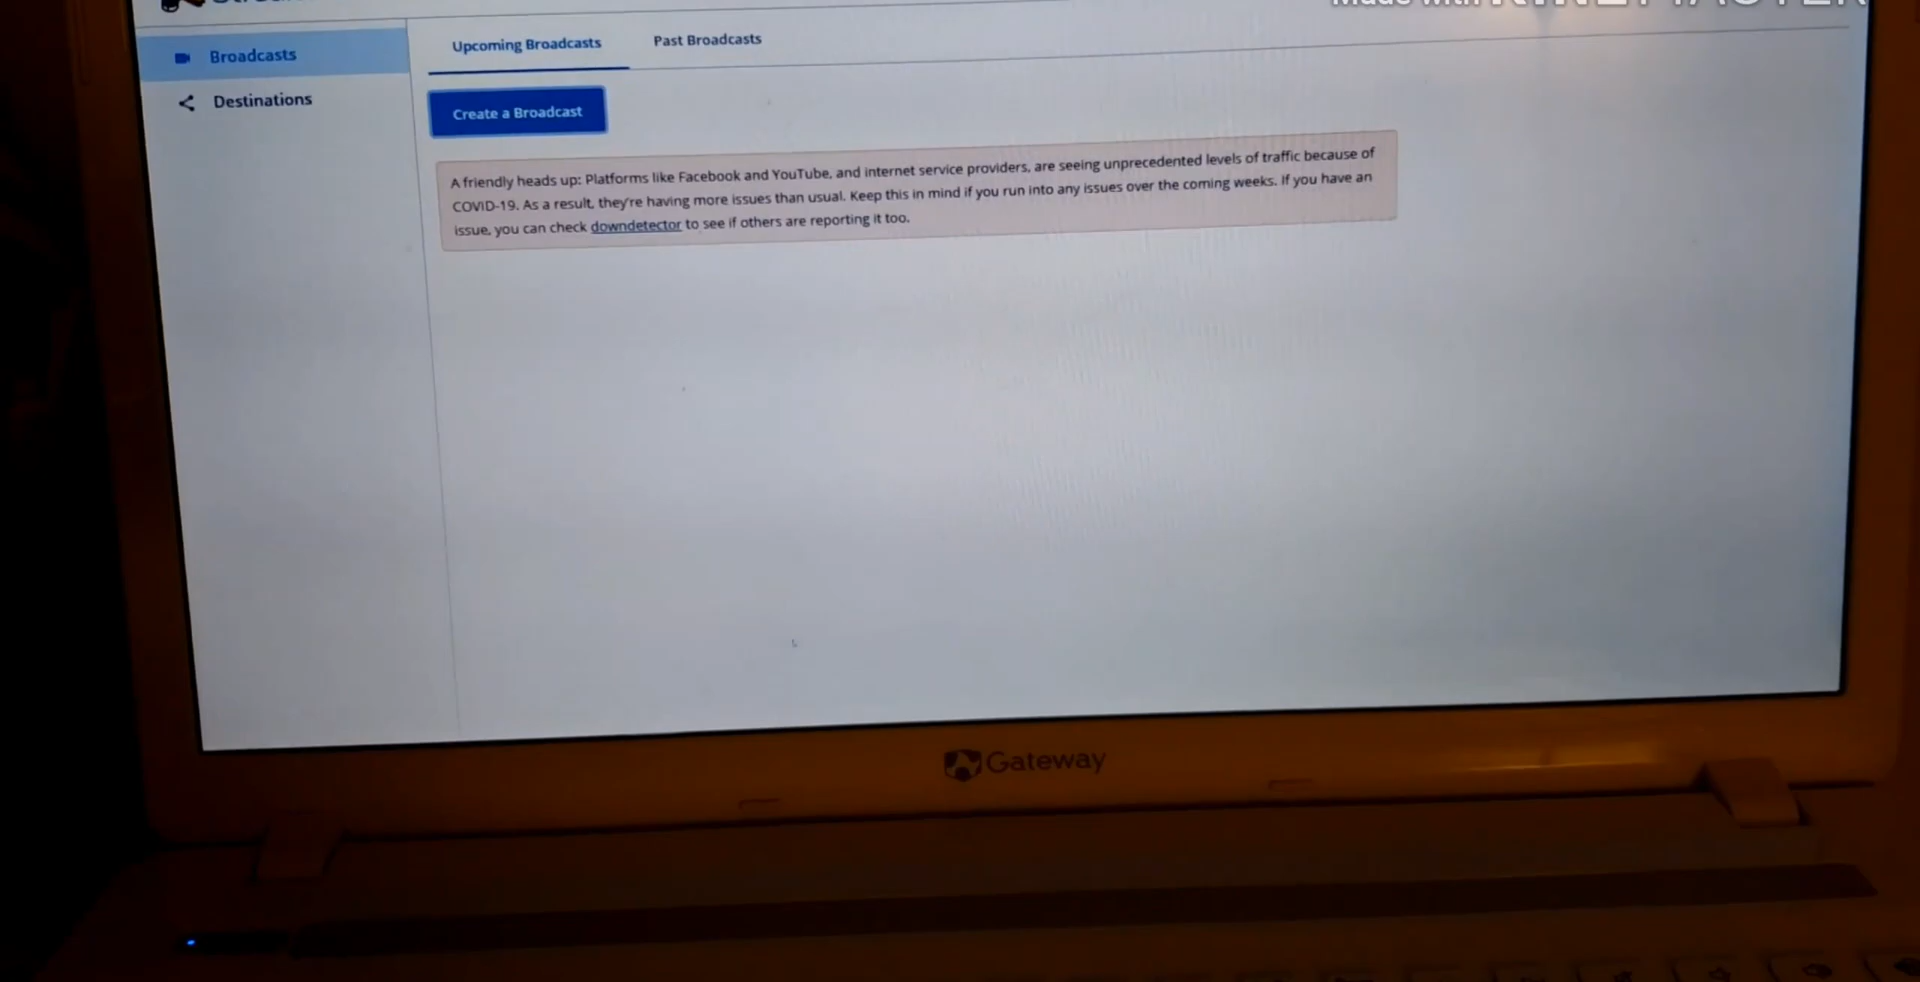 Made with KINEMASTER
Broadcasts
Destinations
Upcoming Broadcasts
Past Broadcasts
Create a Broadcast
A friendly heads up: Platforms like Facebook and YouTube, and internet service providers, are seeing unprecedented levels of traffic because of
COVID-19. As a result, they're having more issues than usual. Keep this in mind if you run into any issues over the coming weeks. If you have an
issue, you can check downdetector to see if others are reporting it too.
Gateway